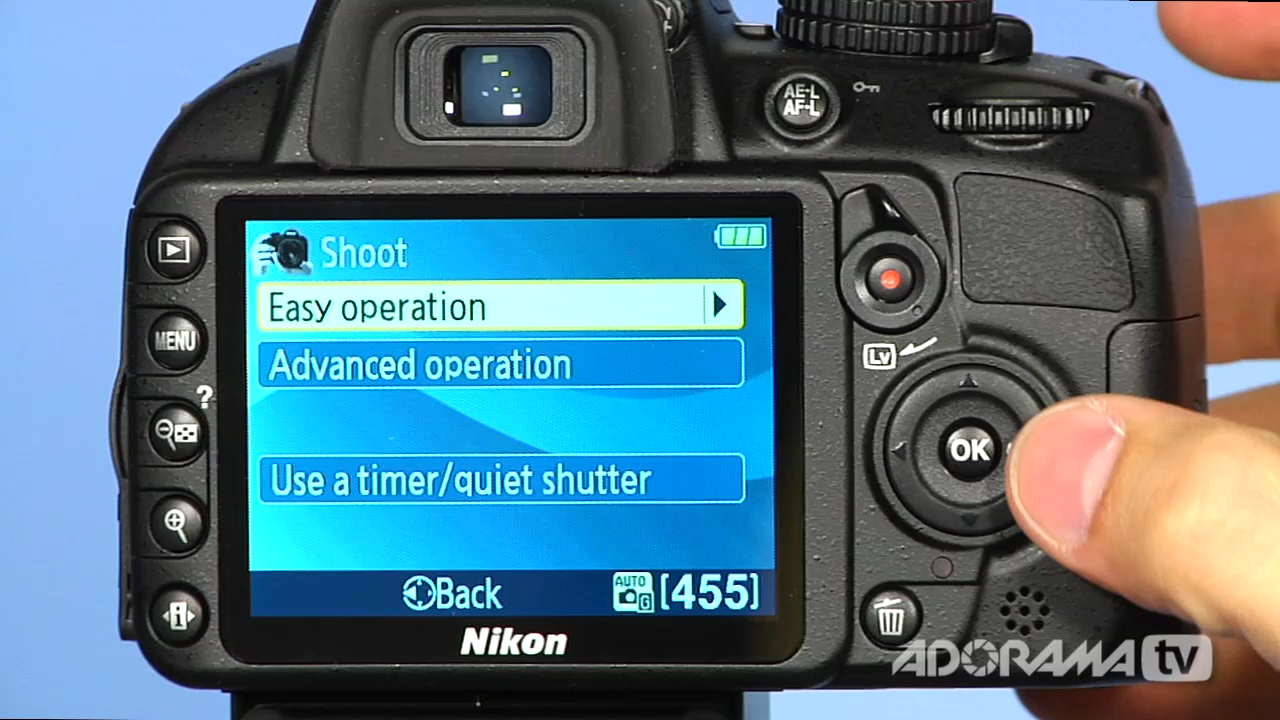 AE-L
AF-L
Shoot
Easy operation
Advanced operation
Use a timer/quiet shutter
Back
AUTO
[455]
Nikon
MENU
?
i
Lv
OK
ADORAMA tv